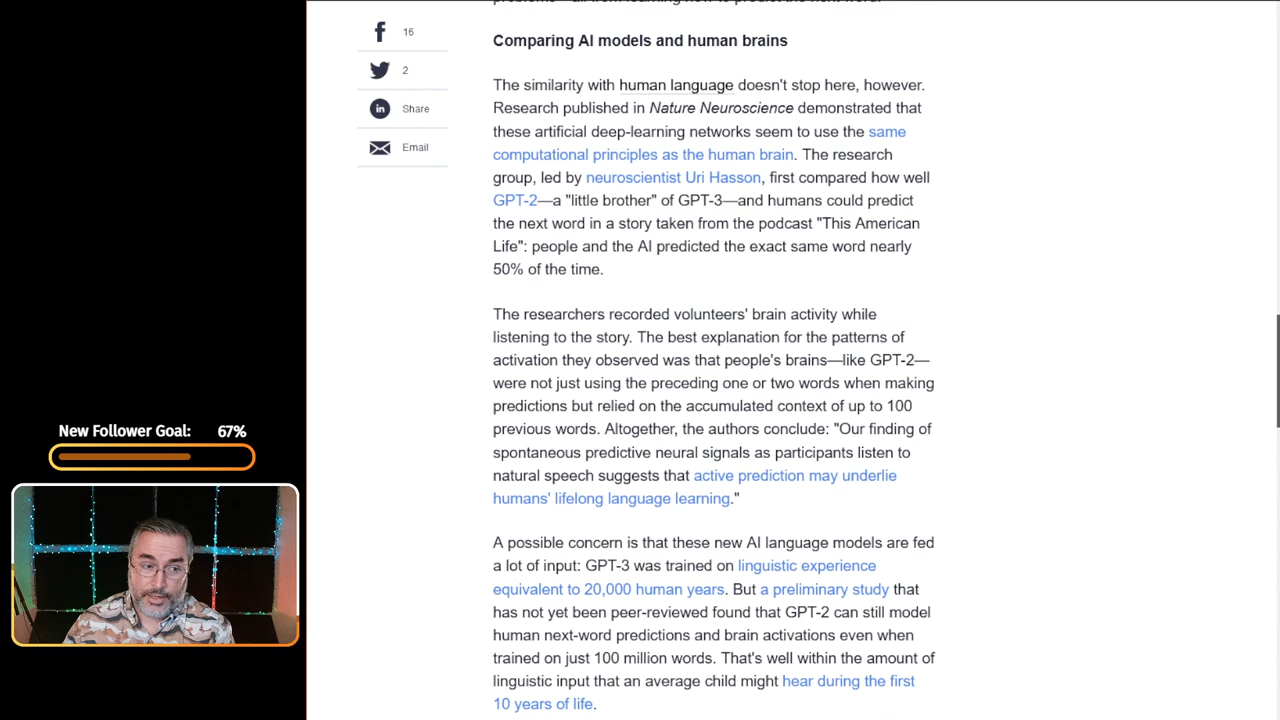 16
2
Share
Email
Comparing AI models and human brains
The similarity with human language doesn't stop here, however.
Research published in Nature Neuroscience demonstrated that
these artificial deep-learning networks seem to use the same
computational principles as the human brain. The research
group, led by neuroscientist Uri Hasson, first compared how well
GPT-2—a "little brother" of GPT-3—and humans could predict
the next word in a story taken from the podcast "This American
Life": people and the AI predicted the exact same word nearly
50% of the time.
The researchers recorded volunteers' brain activity while
listening to the story. The best explanation for the patterns of
activation they observed was that people's brains—like GPT-2—
were not just using the preceding one or two words when making
predictions but relied on the accumulated context of up to 100
previous words. Altogether, the authors conclude: "Our finding of
spontaneous predictive neural signals as participants listen to
natural speech suggests that active prediction may underlie
humans' lifelong language learning."
A possible concern is that these new AI language models are fed
a lot of input: GPT-3 was trained on linguistic experience
equivalent to 20,000 human years. But a preliminary study that
has not yet been peer-reviewed found that GPT-2 can still model
human next-word predictions and brain activations even when
trained on just 100 million words. That's well within the amount of
linguistic input that an average child might hear during the first
10 years of life.
New Follower Goal: 67%